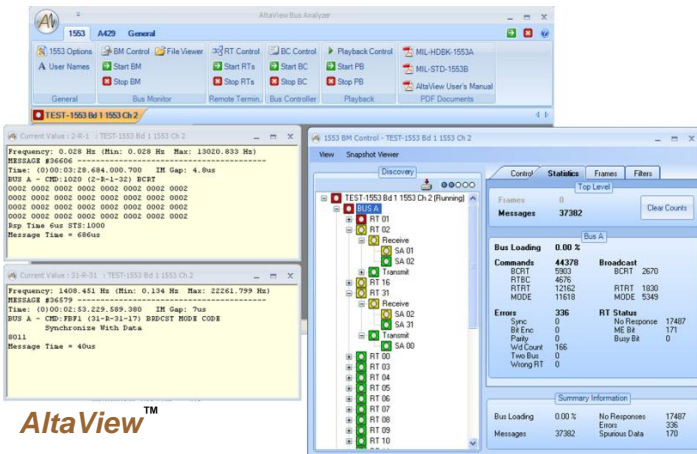 AltaView Bus Analyzer
1553 A429 General
1553 Options BM Control File Viewer RT Control BC Control Playback Control MIL-HDBK-1553A
User Names Start BM Start RTs Start BC Start PB MIL-STD-1553B
Stop BM Stop RTs Stop BC Stop PB AltaView User's Manual
General Bus Monitor Remote Termin. Bus Controller Playback PDF Documents
TEST-1553 Bd 1 1553 Ch 2
Current Value : 2-R-1 : TEST-1553 Bd 1 1553 Ch 2
Frequency: 0.028 Hz (Min: 0.028 Hz Max: 13020.833 Hz)
MESSAGE #36606
Time: (0)00:03:28.684.000.700 IM Gap: 4.8us
BUS A - CMD:1020 (2-R-1-32) BCRT
0002 0002 0002 0002 0002 0002 0002 0002
0002 0002 0002 0002 0002 0002 0002 0002
0002 0002 0002 0002 0002 0002 0002 0002
0002 0002 0002 0002 0002 0002 0002 0002
Rsp Time 6us STS:1000
Message Time = 686us
Current Value : 31-R-31 : TEST-1553 Bd 1 1553 Ch 2
Frequency: 1408.451 Hz (Min: 0.134 Hz Max: 22261.799 Hz)
MESSAGE #36579
Time: (0)00:02:53.229.589.380 IM Gap: 7us
BUS A - CMD:FBF1 (31-R-31-17) BRDCST MODE CODE
Synchronize With Data
8011
Message Time = 40us
AltaView™
1553 BM Control - TEST-1553 Bd 1 1553 Ch 2
View Snapshot Viewer
Discovery
TEST-1553 Bd 1 1553 Ch 2 (Running)
BUS A
RT 01
RT 02
Receive
SA 01
SA 02
Transmit
RT 16
RT 31
Receive
SA 02
SA 31
Transmit
SA 00
RT 00
RT 03
RT 04
RT 05
RT 06
RT 07
RT 08
RT 09
RT 10
Control Statistics Frames Filters
Top Level
Frames 0
Messages 37382
Clear Counts
Bus A
Bus Loading 0.00 %
Commands 44378 Broadcast
BCRT 5903 BCRT 2670
RTBC 4676
RTRT 12162 RTRT 1830
MODE 11618 MODE 5349
Errors 336 RT Status
Sync 0 No Response 17487
Bit Enc 0 ME Bit 171
Parity 0 Busy Bit 0
Wd Count 166
Two Bus 0
Wrong RT 0
Summary Information
Bus Loading 0.00 % No Responses 17487
Errors 336
Messages 37382 Spurious Data 170